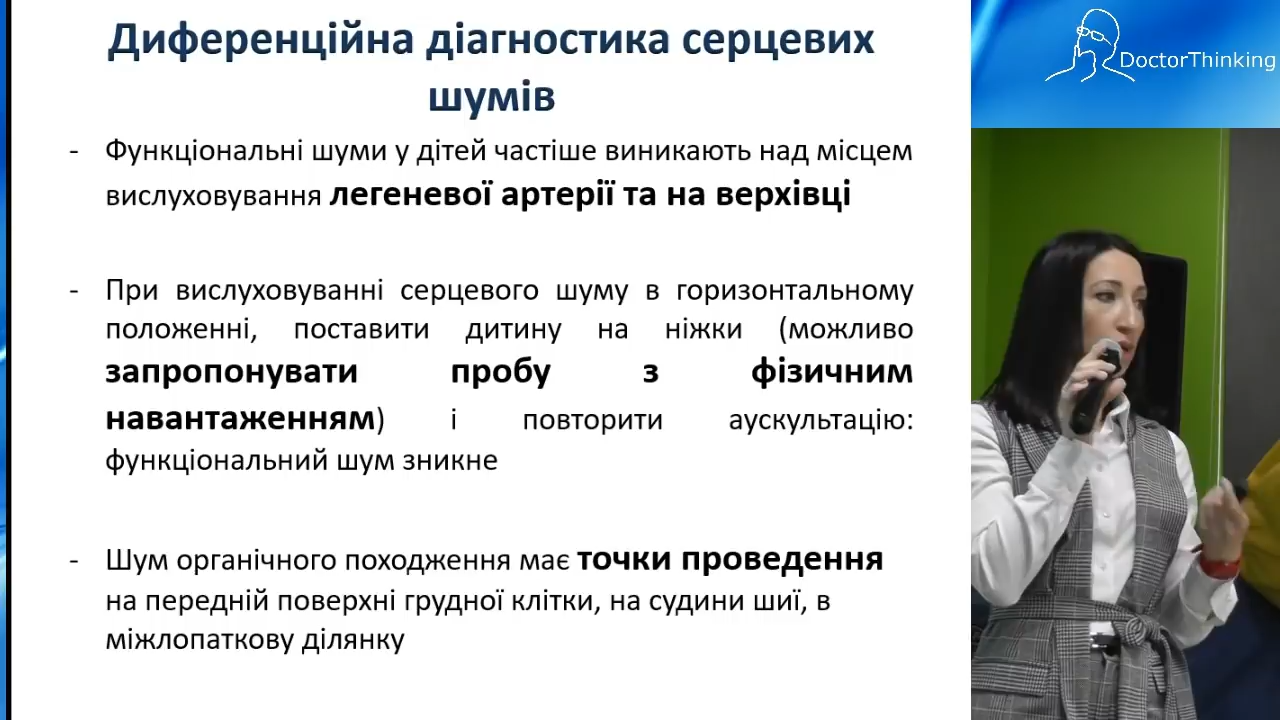 Диференційна діагностика серцевих
шумів
- Функціональні шуми у дітей частіше виникають над місцем
вислуховування легеневої артерії та на верхівці
- При вислуховуванні серцевого шуму в горизонтальному
положенні, поставити дитину на ніжки (можливо
запропонувати пробу з фізичним
навантаженням) і повторити аускультацію:
функціональний шум зникне
- Шум органічного походження має точки проведення
на передній поверхні грудної клітки, на судини шиї, в
міжлопаткову ділянку
DoctorThinking